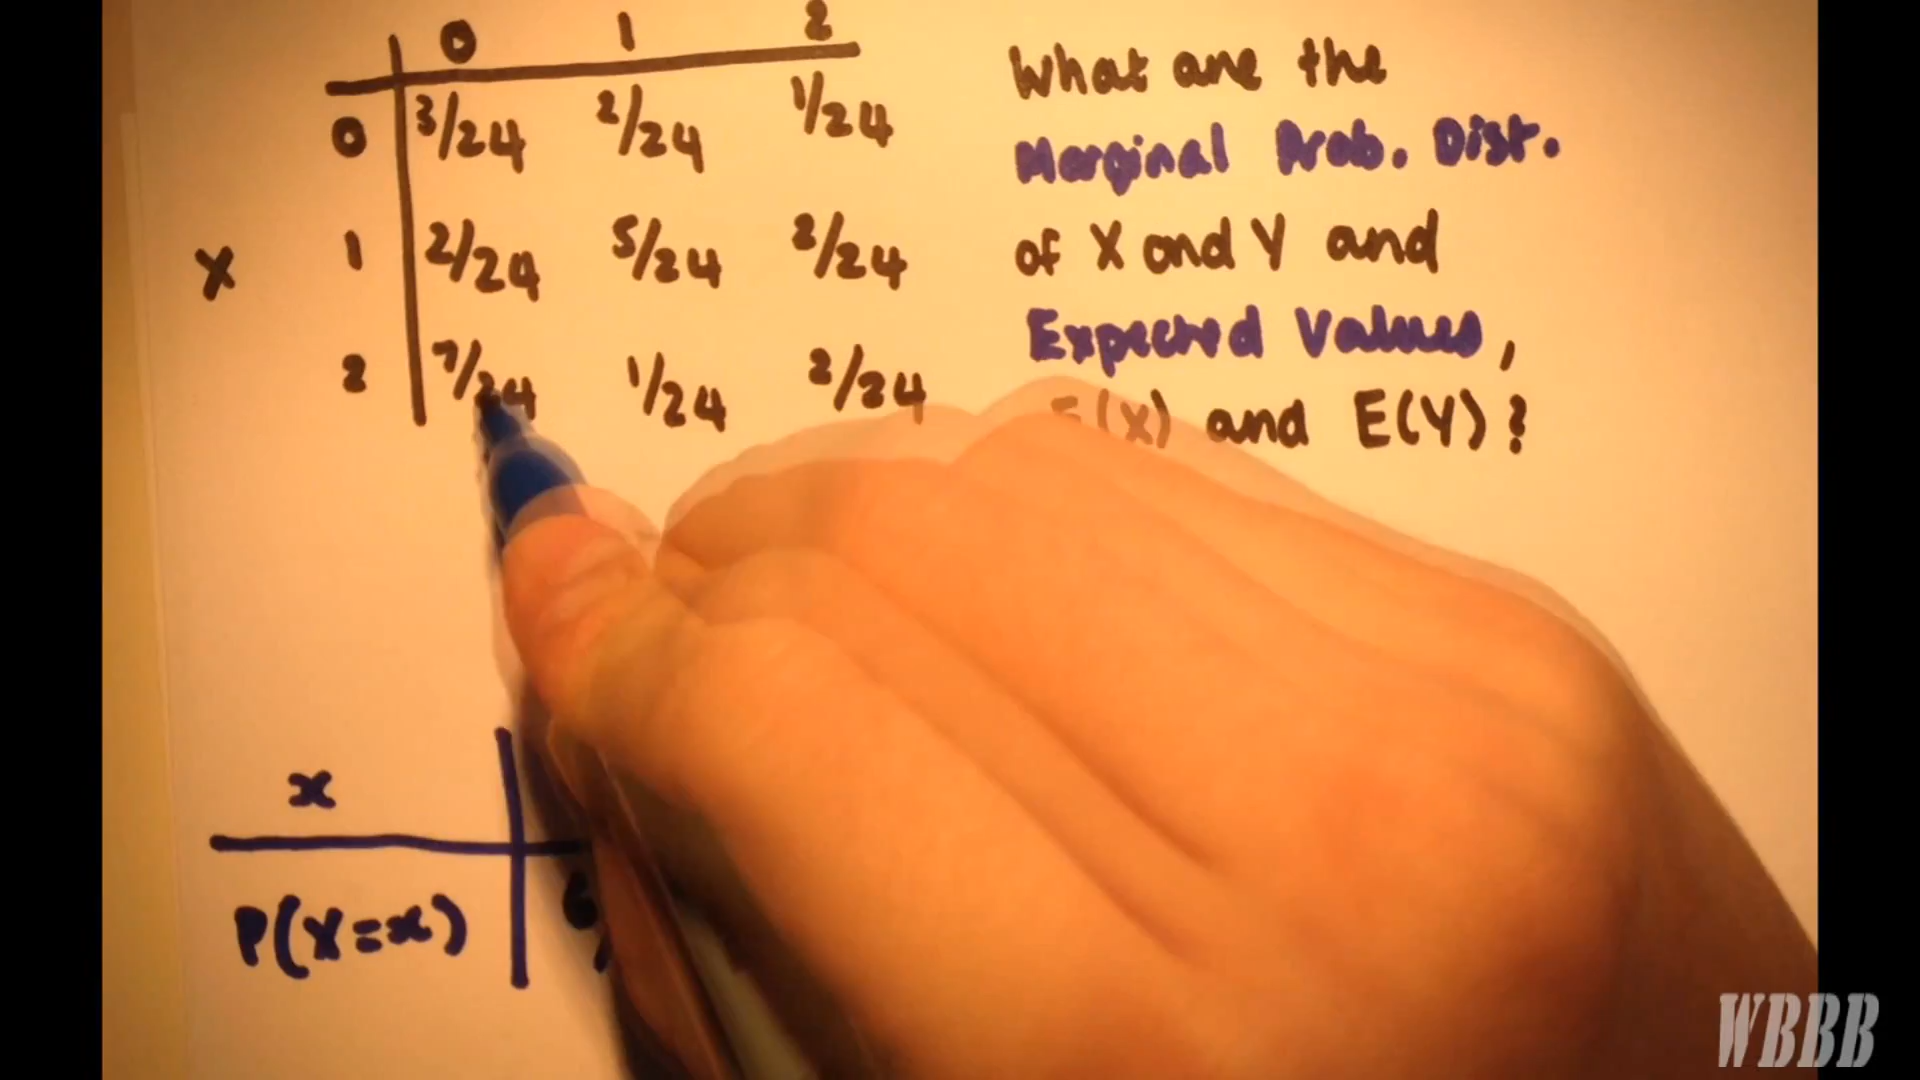 0 1 2
0 3/24 2/24 1/24
X 1 2/24 5/24 2/24
2 7/24 1/24 2/24
What are the
Marginal Prob. Dist.
of X and Y and
Expected Values,
E(X) and E(Y)?
x
P(X=x)
WBBB